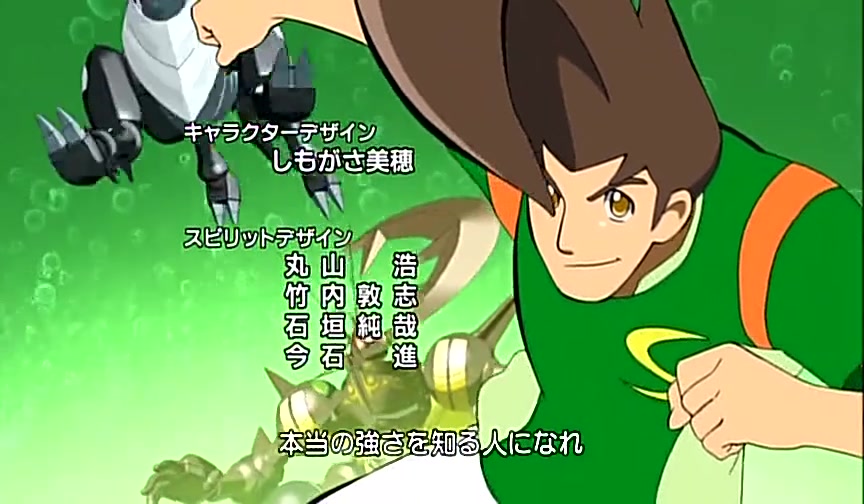 キャラクターデザイン
しもがさ美穂
スピリットデザイン
丸山 浩
竹内敦志
石垣純哉
今石 進
本当の強さを知る人になれ